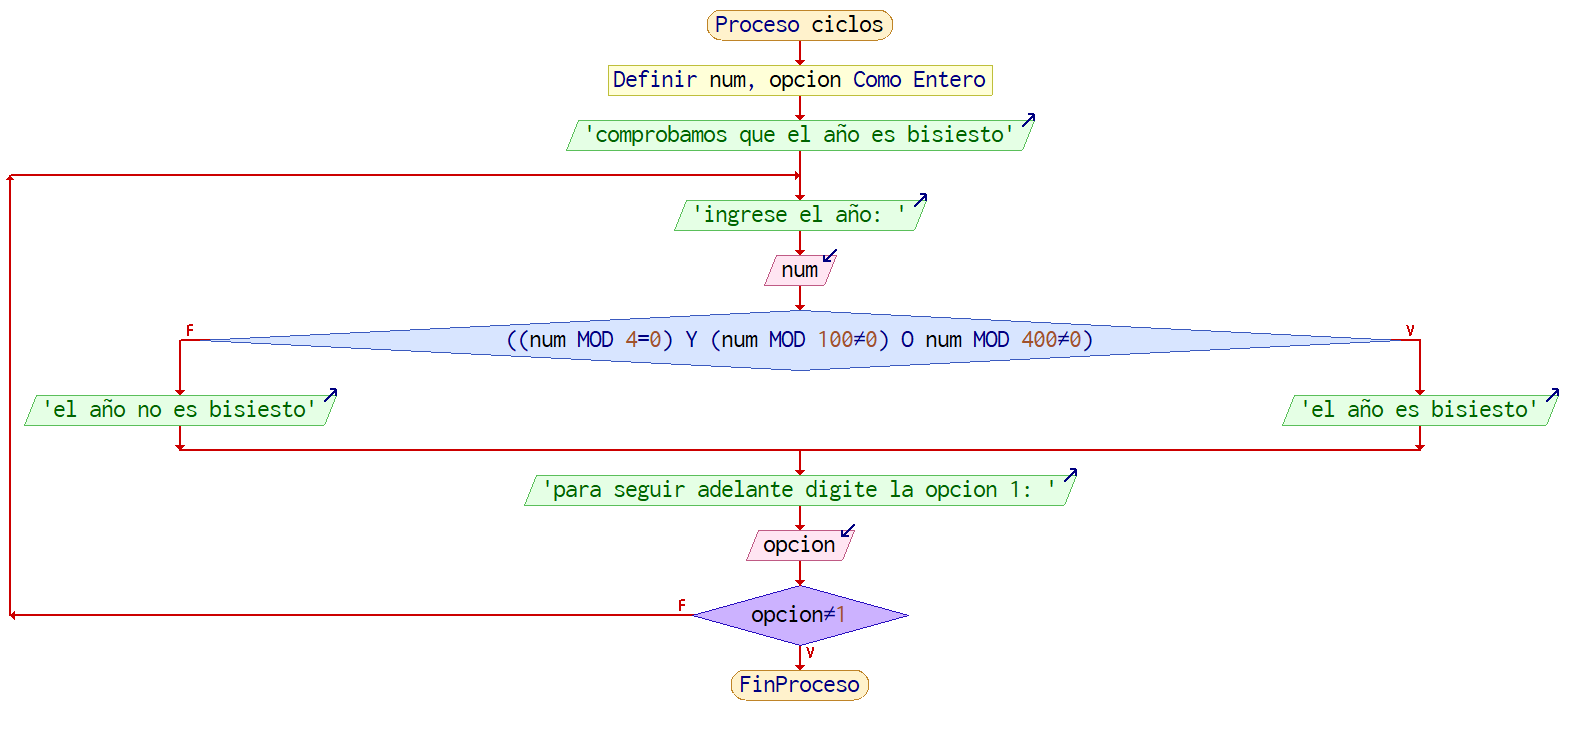 Proceso ciclos
Definir num, opcion Como Entero
'comprobamos que el año es bisiesto'
'ingrese el año: '
num
F
V
((num MOD 4=0) Y (num MOD 100≠0) O num MOD 400≠0)
'el año no es bisiesto'
'el año es bisiesto'
'para seguir adelante digite la opcion 1: '
opcion
F
opcion≠1
V
FinProceso